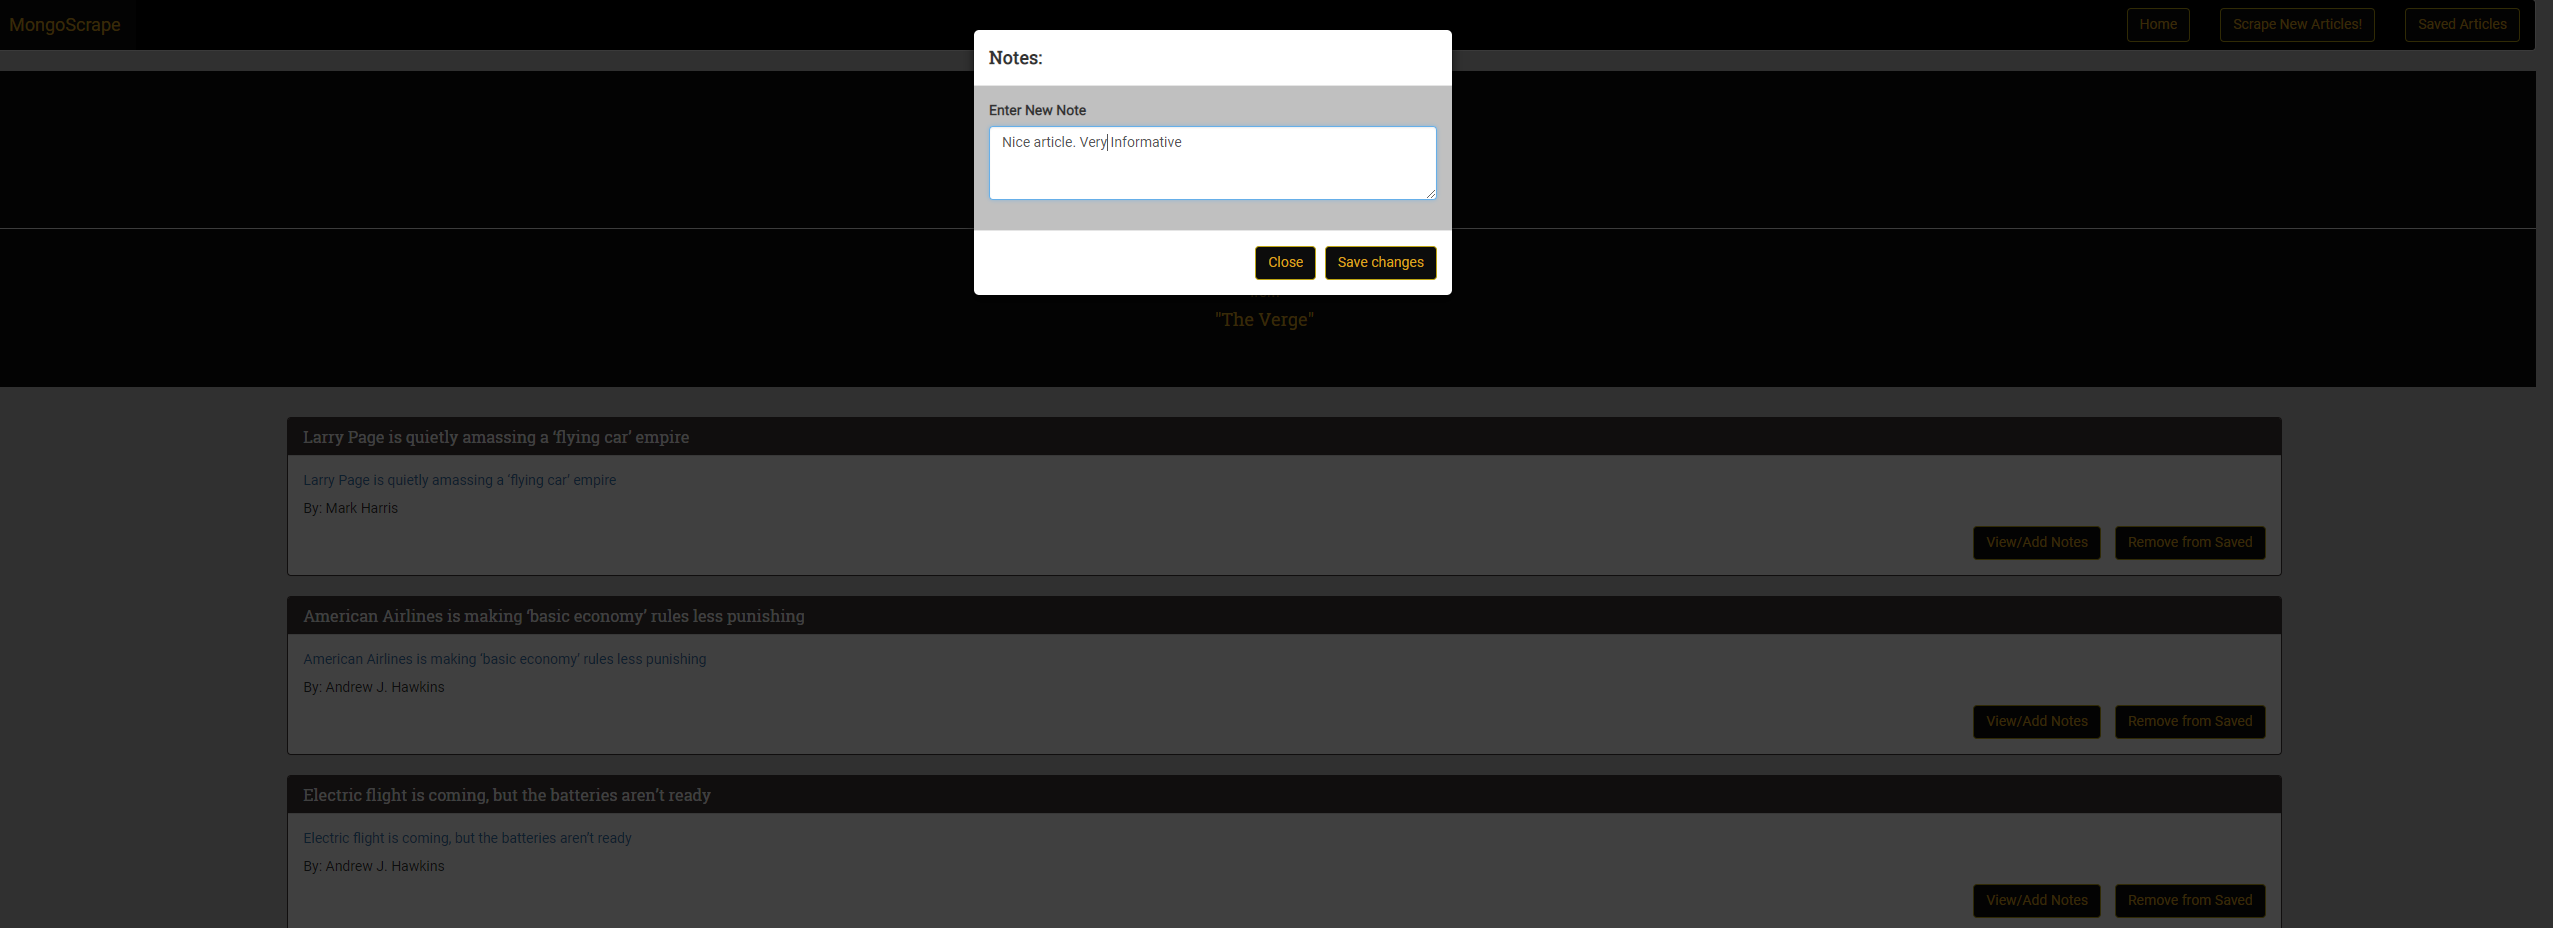 MongoScrape
Home
Scrape New Articles!
Saved Articles
Notes:
Enter New Note
Nice article. Very Informative
Close
Save changes
"The Verge"
Larry Page is quietly amassing a ‘flying car’ empire
Larry Page is quietly amassing a ‘flying car’ empire
By: Mark Harris
View/Add Notes
Remove from Saved
American Airlines is making ‘basic economy’ rules less punishing
American Airlines is making ‘basic economy’ rules less punishing
By: Andrew J. Hawkins
View/Add Notes
Remove from Saved
Electric flight is coming, but the batteries aren’t ready
Electric flight is coming, but the batteries aren’t ready
By: Andrew J. Hawkins
View/Add Notes
Remove from Saved